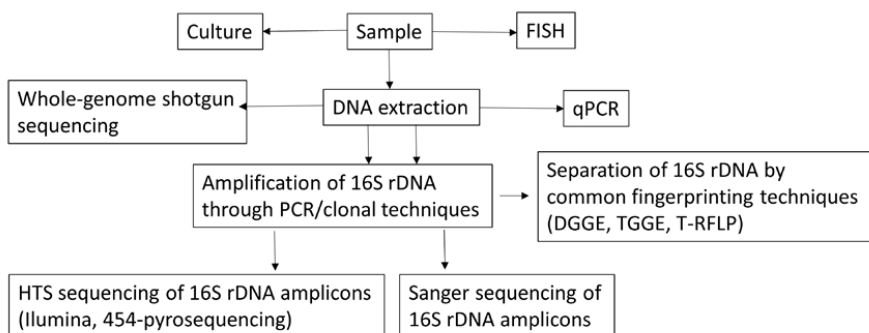 Culture
Sample
FISH
Whole-genome shotgun
sequencing
DNA extraction
qPCR
Amplification of 16S rDNA
through PCR/clonal techniques
Separation of 16S rDNA by
common fingerprinting techniques
(DGGE, TGGE, T-RFLP)
HTS sequencing of 16S rDNA amplicons
(Ilumina, 454-pyrosequencing)
Sanger sequencing of
16S rDNA amplicons